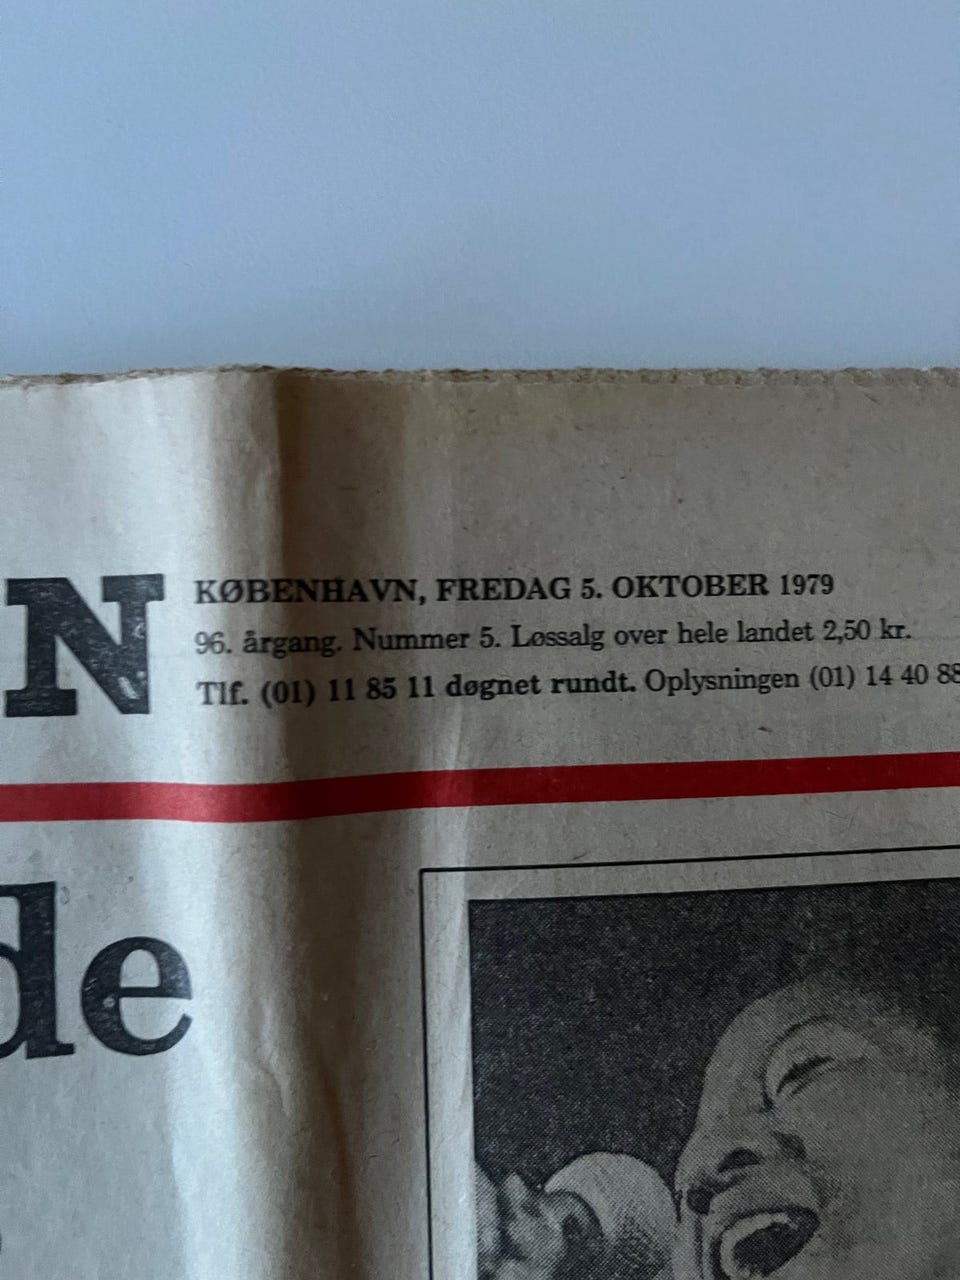 N
KØBENHAVN, FREDAG 5. OKTOBER 1979
96. årgang. Nummer 5. Løssalg over hele landet 2,50 kr.
Tlf. (01) 11 85 11 døgnet rundt. Oplysningen (01) 14 40 88
de